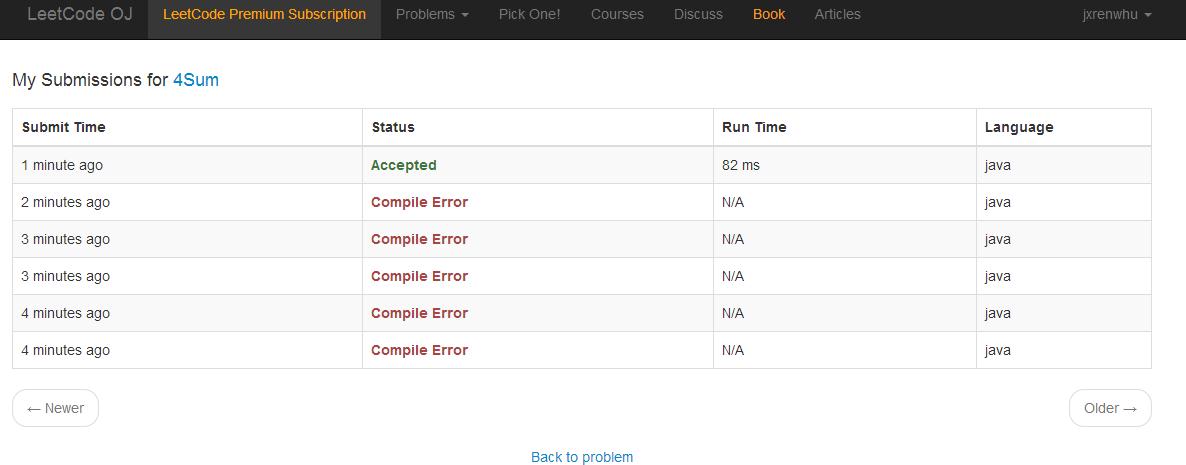 LeetCode OJ LeetCode Premium Subscription Problems Pick One! Courses Discuss Book Articles jxrenwhu
My Submissions for 4Sum
Submit Time Status Run Time Language
1 minute ago Accepted 82 ms java
2 minutes ago Compile Error N/A java
3 minutes ago Compile Error N/A java
3 minutes ago Compile Error N/A java
4 minutes ago Compile Error N/A java
4 minutes ago Compile Error N/A java
← Newer Older →
Back to problem